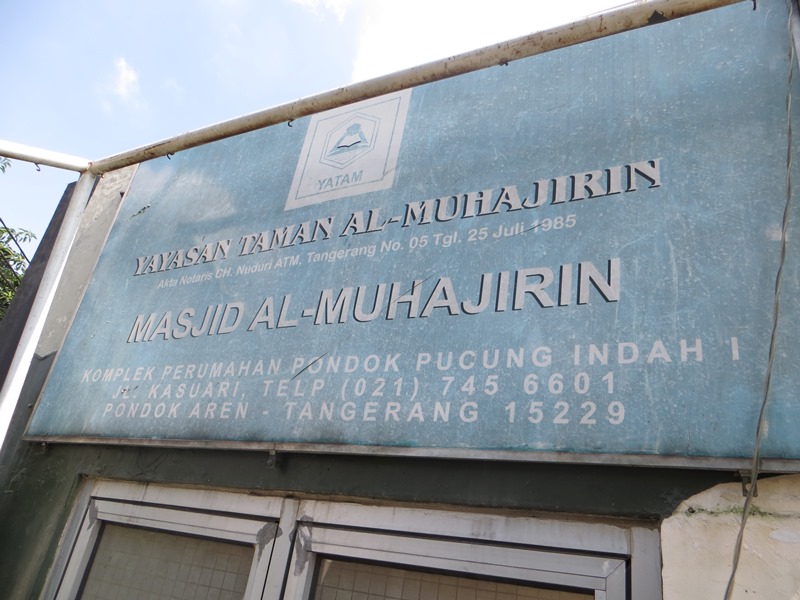 YATAM
YAYASAN TAMAN AL-MUHAJIRIN
Akta Notaris CH. Nuduri ATM, Tangerang No. 05 Tgl. 25 Juli 1985
MASJID AL-MUHAJIRIN
KOMPLEK PERUMAHAN PONDOK PUCUNG INDAH I
JL. KASUARI, TELP (021) 745 6601
PONDOK AREN - TANGERANG 15229